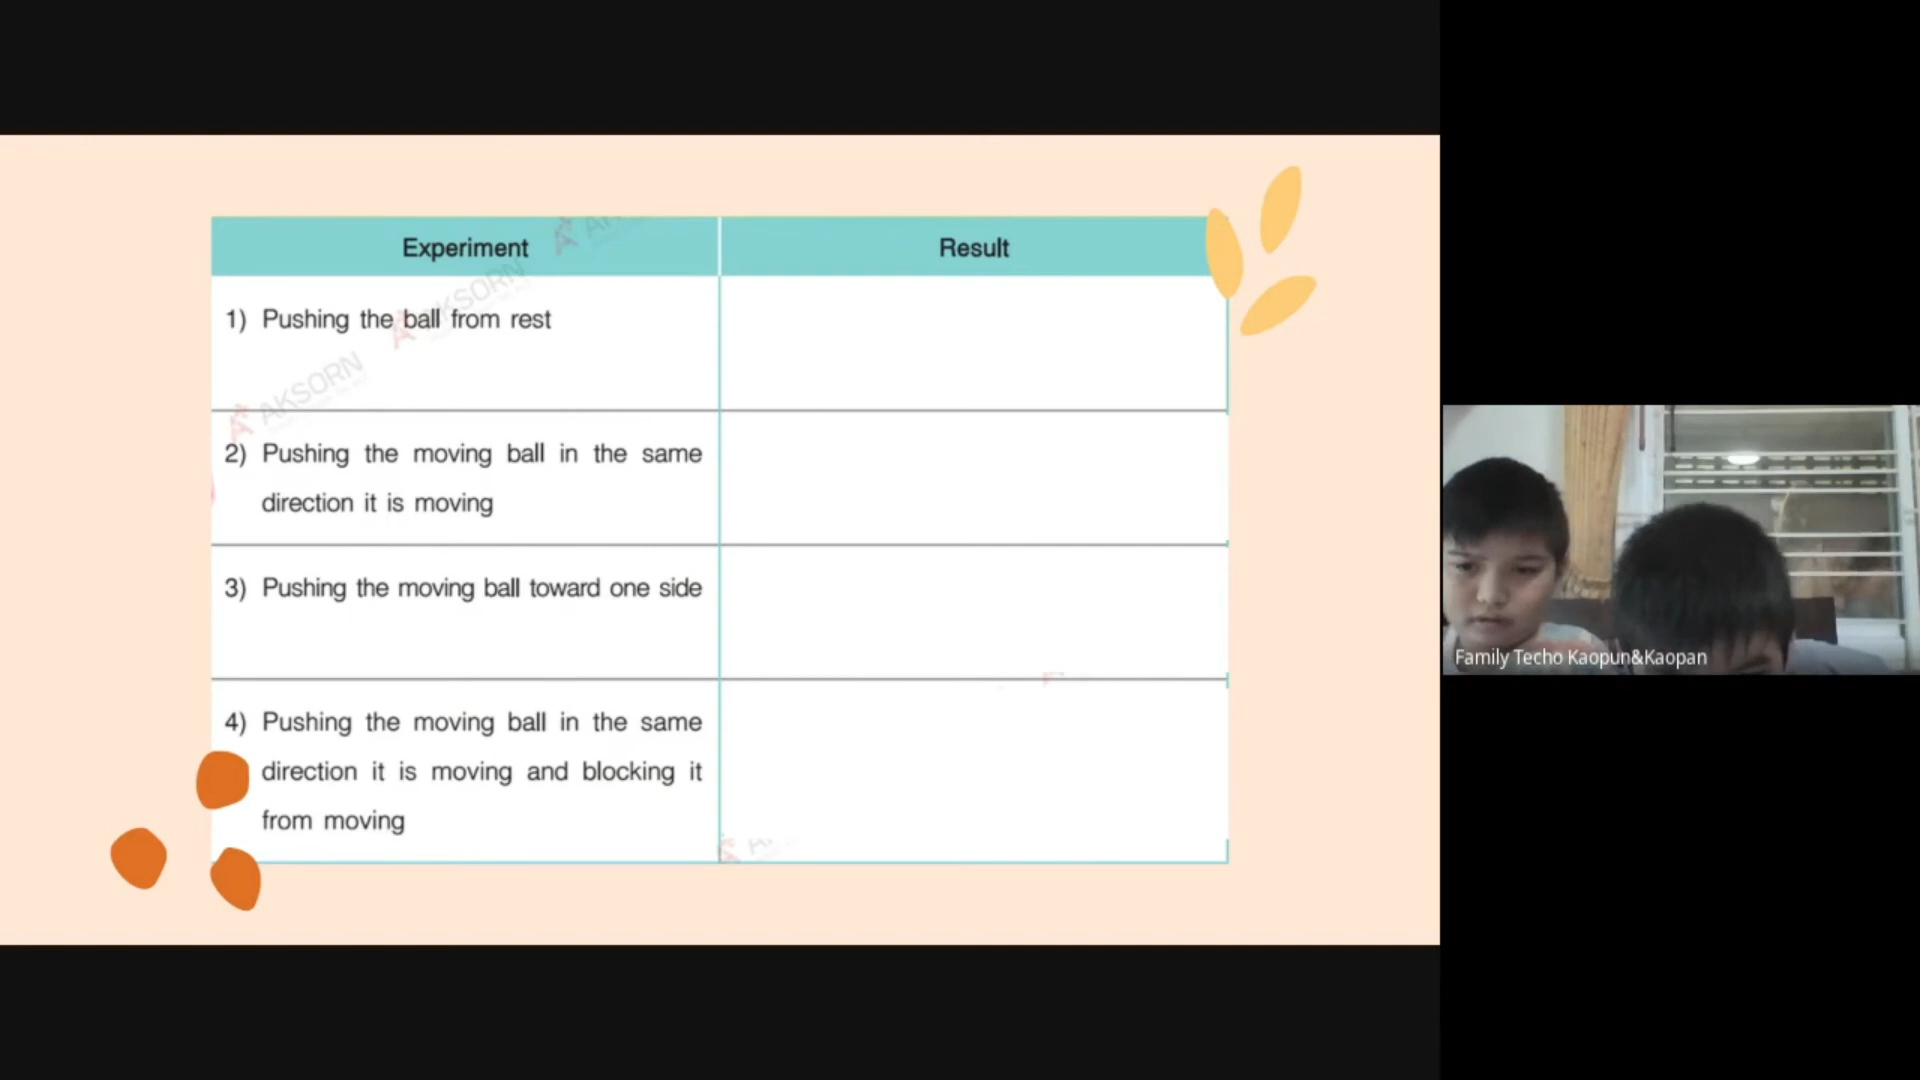 Experiment
Result
AKSORN
1) Pushing the ball from rest
AKSORN
2) Pushing the moving ball in the same
direction it is moving
3) Pushing the moving ball toward one side
4) Pushing the moving ball in the same
direction it is moving and blocking it
from moving
Family Techo Kaopun&Kaopan